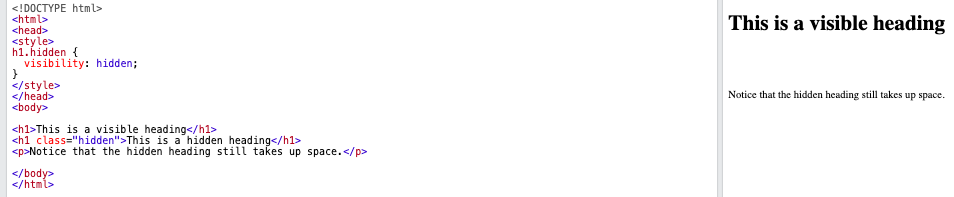 <!DOCTYPE html>
<html>
<head>
<style>
h1.hidden {
  visibility: hidden;
}
</style>
</head>
<body>

<h1>This is a visible heading</h1>
<h1 class="hidden">This is a hidden heading</h1>
<p>Notice that the hidden heading still takes up space.</p>

</body>
</html>
This is a visible heading
Notice that the hidden heading still takes up space.